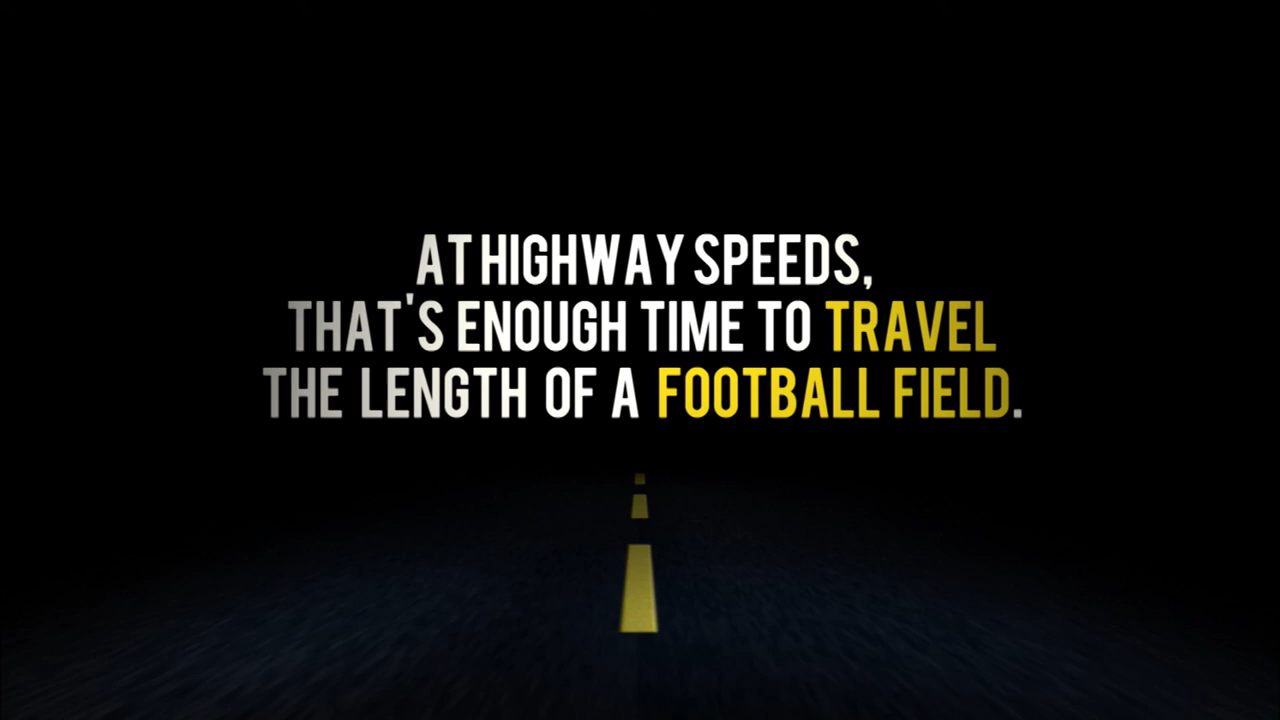 AT HIGHWAY SPEEDS,
THAT'S ENOUGH TIME TO TRAVEL
THE LENGTH OF A FOOTBALL FIELD.